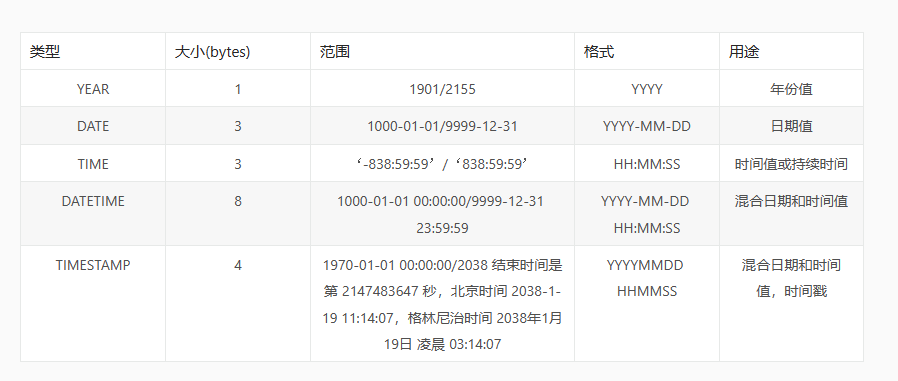 类型 大小(bytes) 范围 格式 用途
YEAR 1 1901/2155 YYYY 年份值
DATE 3 1000-01-01/9999-12-31 YYYY-MM-DD 日期值
TIME 3 ‘-838:59:59’ /‘838:59:59’ HH:MM:SS 时间值或持续时间
DATETIME 8 1000-01-01 00:00:00/9999-12-31 YYYY-MM-DD 混合日期和时间值
23:59:59 HH:MM:SS
TIMESTAMP 4 1970-01-01 00:00:00/2038 结束时间是 YYYYMMDD 混合日期和时间
第 2147483647 秒，北京时间 2038-1- HHMMSS 值，时间戳
19 11:14:07，格林尼治时间 2038年1月
19日 凌晨 03:14:07